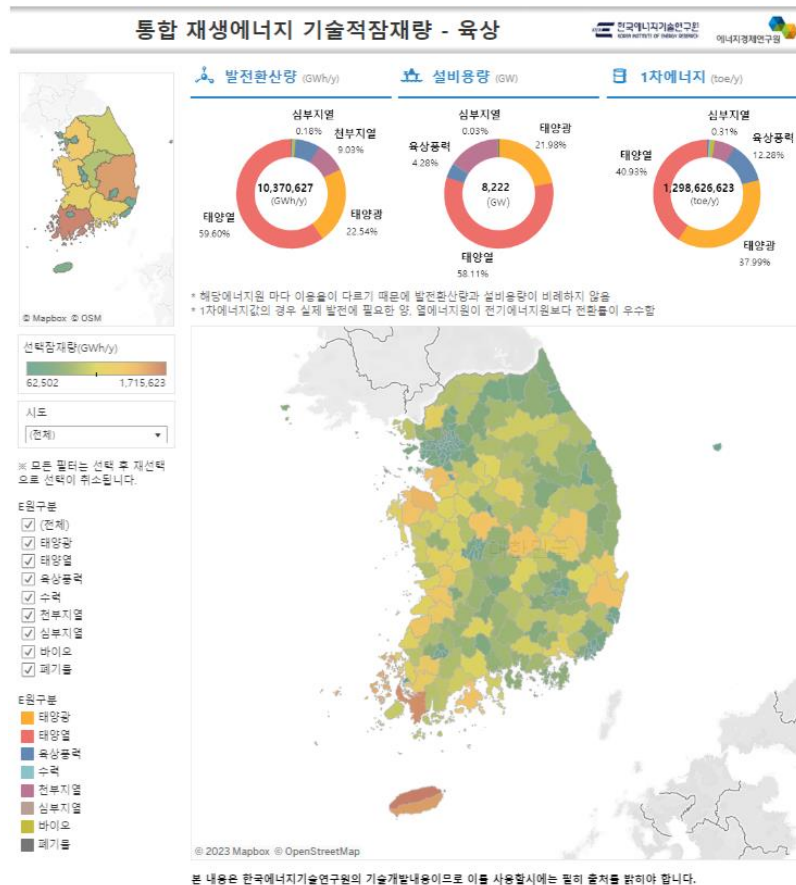 통합 재생에너지 기술적잠재량 - 육상
한국에너지기술연구원
KOREA INSTITUTE OF ENERGY RESEARCH
에너지경제연구원
발전환산량 (GWh/y)
설비용량 (GW)
1차에너지 (toe/y)
심부지열
0.18%
천부지열
9.03%
10,370,627
(GWh/y)
태양열
59.60%
태양광
22.54%
심부지열
0.03%
육상풍력
4.28%
태양광
21.98%
8,222
(GW)
태양열
58.11%
심부지열
0.31%
육상풍력
12.28%
태양열
40.93%
1,298,626,623
(toe/y)
태양광
37.99%
© Mapbox © OSM
* 해당에너지원 마다 이용율이 다르기 때문에 발전환산량과 설비용량이 비례하지 않음
* 1차에너지값의 경우 실제 발전에 필요한 양. 열에너지원이 전기에너지원보다 전환률이 우수함
선택잠재량(GWh/y)
62,502 1,715,623
시도
(전체)
※ 모든 필터는 선택 후 재선택
으로 선택이 취소됩니다.
E원구분
(전체)
태양광
태양열
육상풍력
수력
천부지열
심부지열
바이오
폐기물
E원구분
태양광
태양열
육상풍력
수력
천부지열
심부지열
바이오
폐기물
대한민국
© 2023 Mapbox © OpenStreetMap
본 내용은 한국에너지기술연구원의 기술개발내용이므로 이를 사용할시에는 필히 출처를 밝히야 합니다.